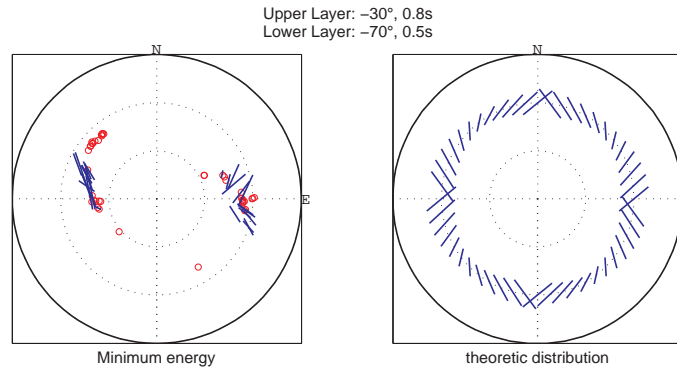 Upper Layer: −30°, 0.8s
Lower Layer: −70°, 0.5s
N
N
E
Minimum energy
theoretic distribution